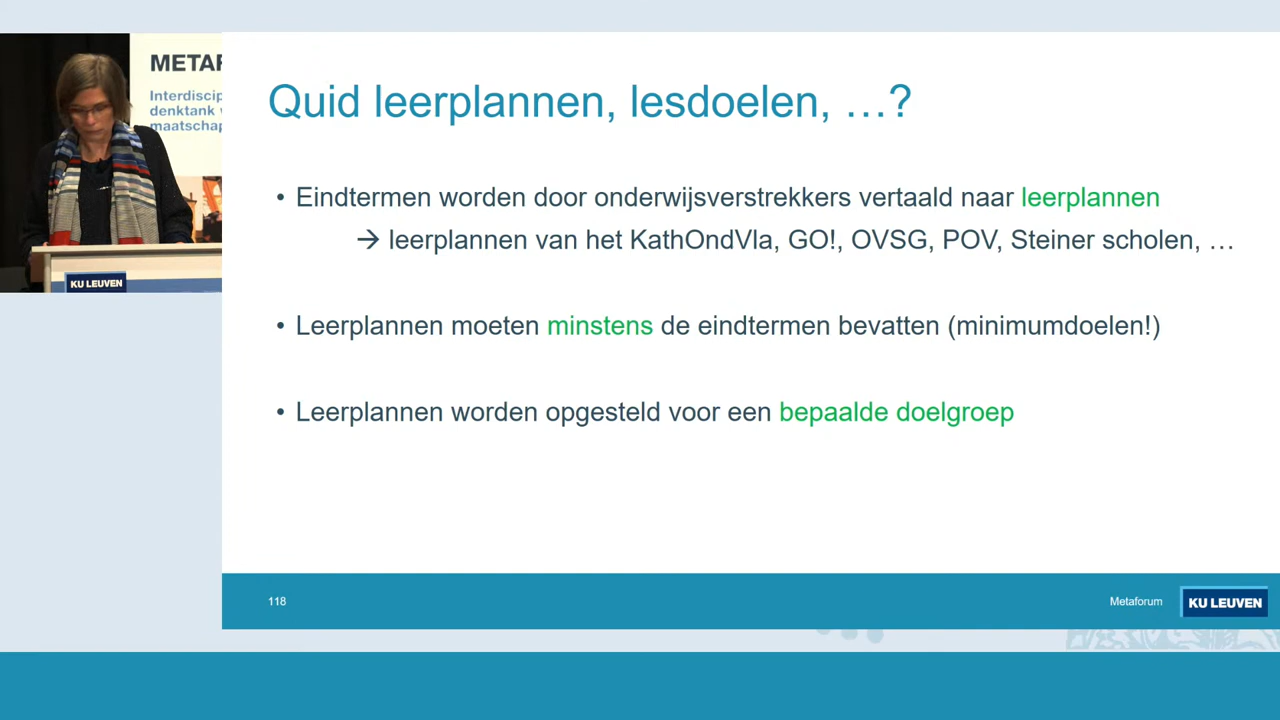 METAF
Interdiscip
denktank v
maatschap
KU LEUVEN
Quid leerplannen, lesdoelen, …?
• Eindtermen worden door onderwijsverstrekkers vertaald naar leerplannen
→ leerplannen van het KathOndVla, GO!, OVSG, POV, Steiner scholen, …
• Leerplannen moeten minstens de eindtermen bevatten (minimumdoelen!)
• Leerplannen worden opgesteld voor een bepaalde doelgroep
118
Metaforum
KU LEUVEN